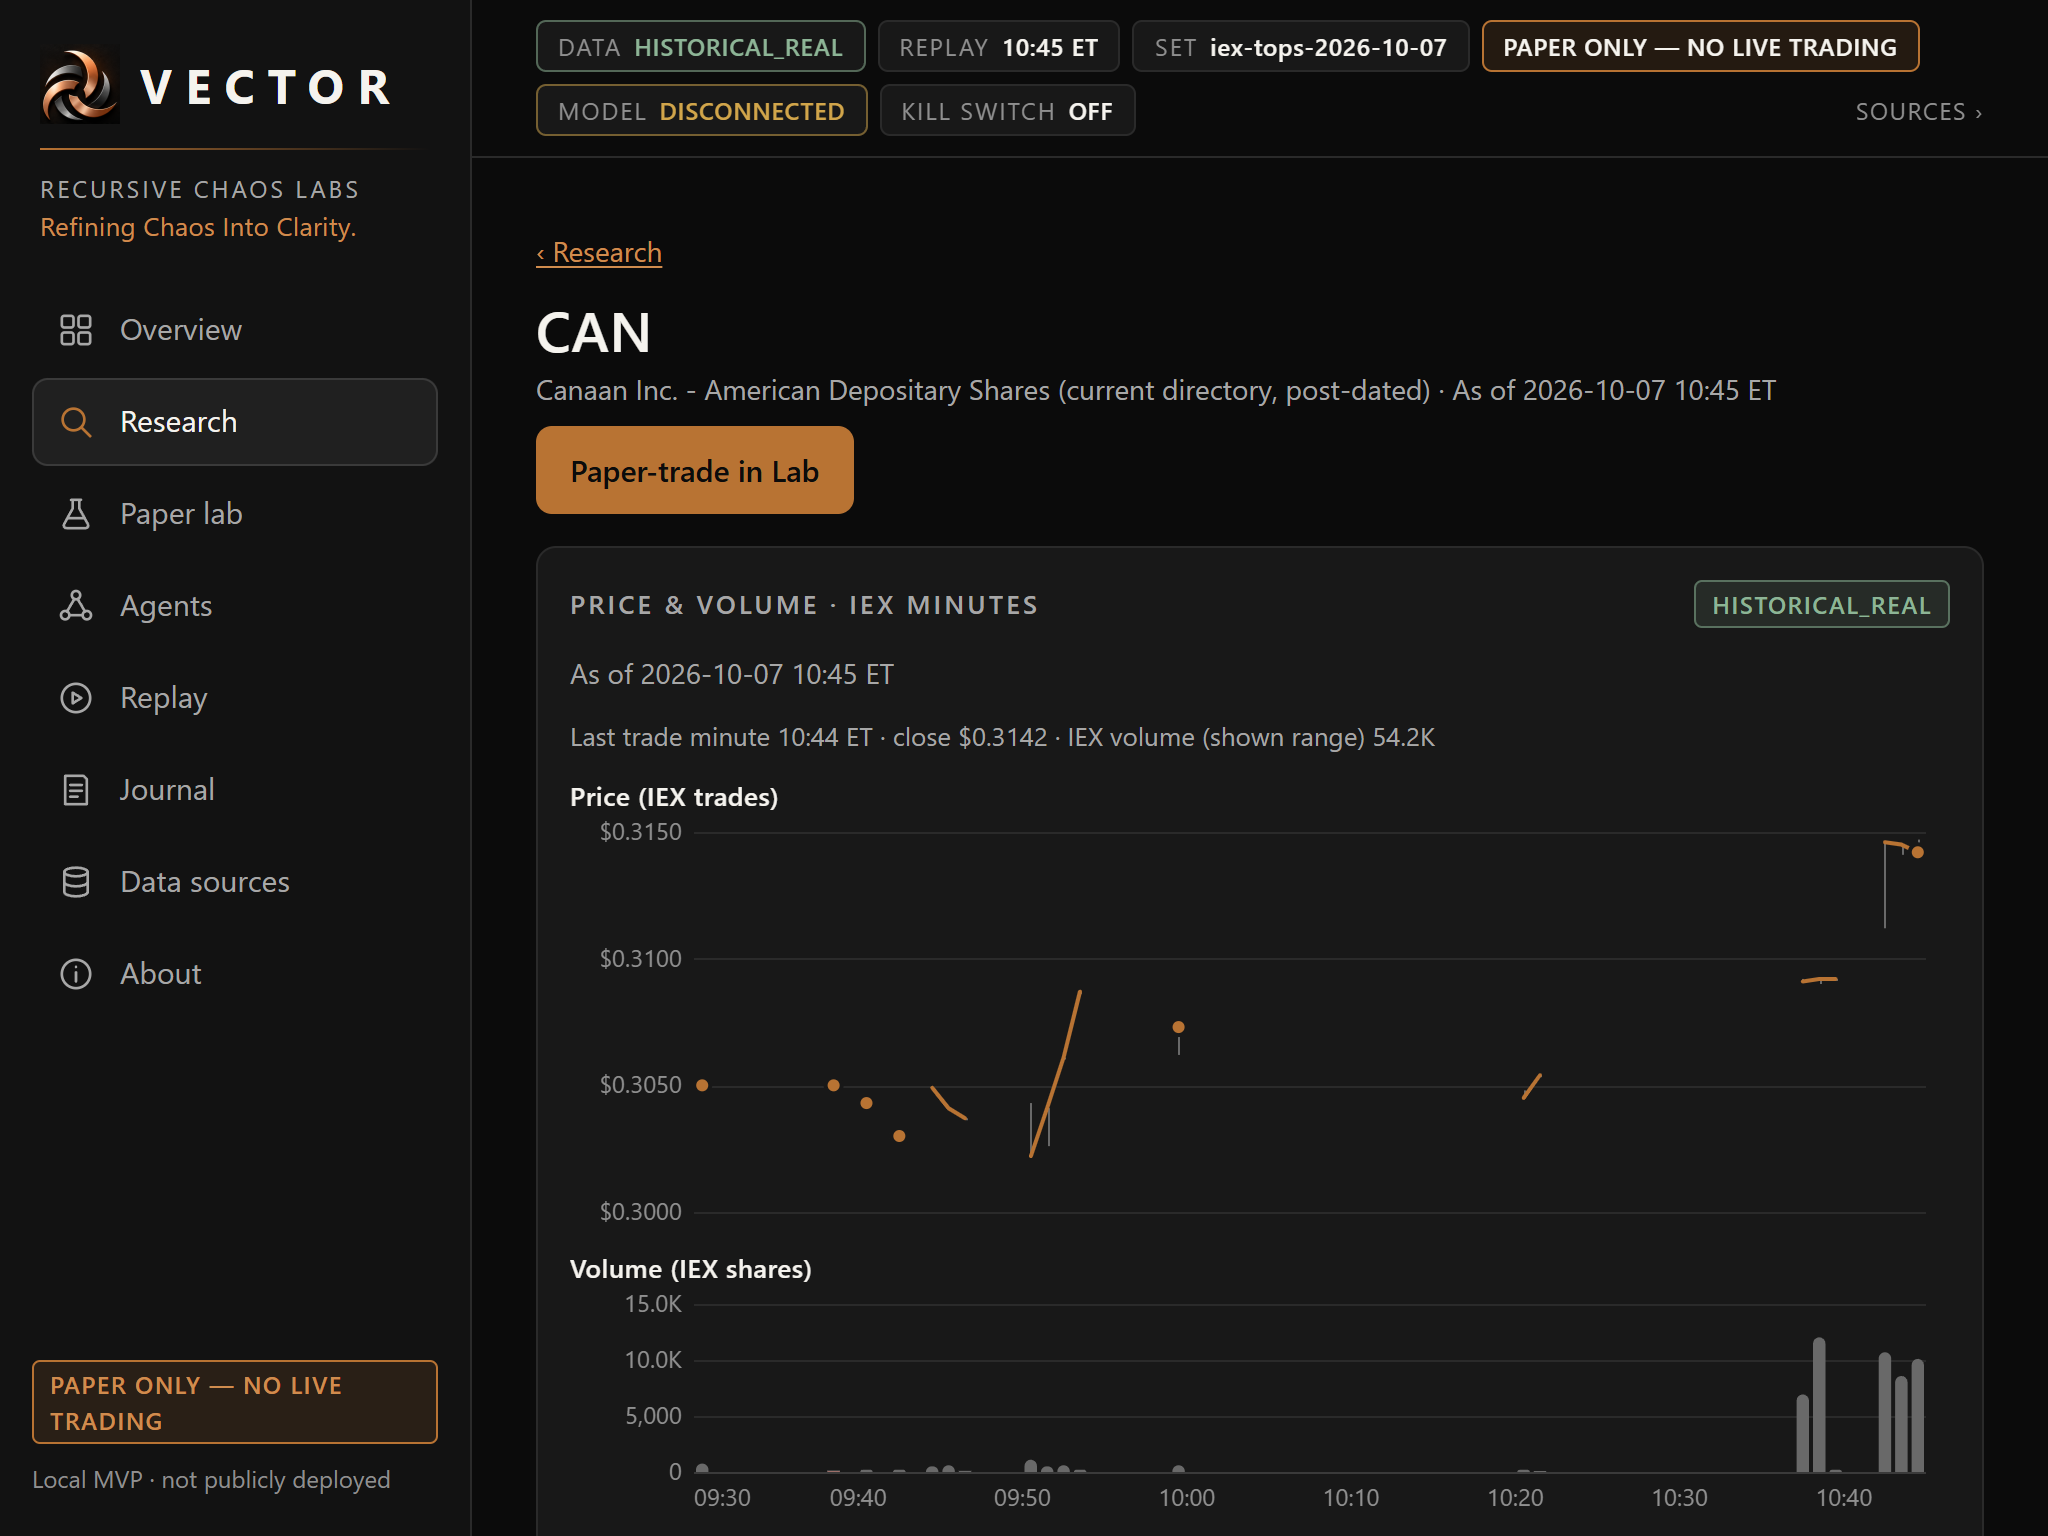 VECTOR
RECURSIVE CHAOS LABS
Refining Chaos Into Clarity.
Overview
Research
Paper lab
Agents
Replay
Journal
Data sources
About
PAPER ONLY — NO LIVE
TRADING
Local MVP · not publicly deployed
DATA HISTORICAL_REAL
REPLAY 10:45 ET
SET iex-tops-2026-10-07
PAPER ONLY — NO LIVE TRADING
MODEL DISCONNECTED
KILL SWITCH OFF
SOURCES ›
‹ Research
CAN
Canaan Inc. - American Depositary Shares (current directory, post-dated) · As of 2026-10-07 10:45 ET
Paper-trade in Lab
PRICE & VOLUME · IEX MINUTES
HISTORICAL_REAL
As of 2026-10-07 10:45 ET
Last trade minute 10:44 ET · close $0.3142 · IEX volume (shown range) 54.2K
Price (IEX trades)
$0.3150
$0.3100
$0.3050
$0.3000
Volume (IEX shares)
15.0K
10.0K
5,000
0
09:30 09:40 09:50 10:00 10:10 10:20 10:30 10:40